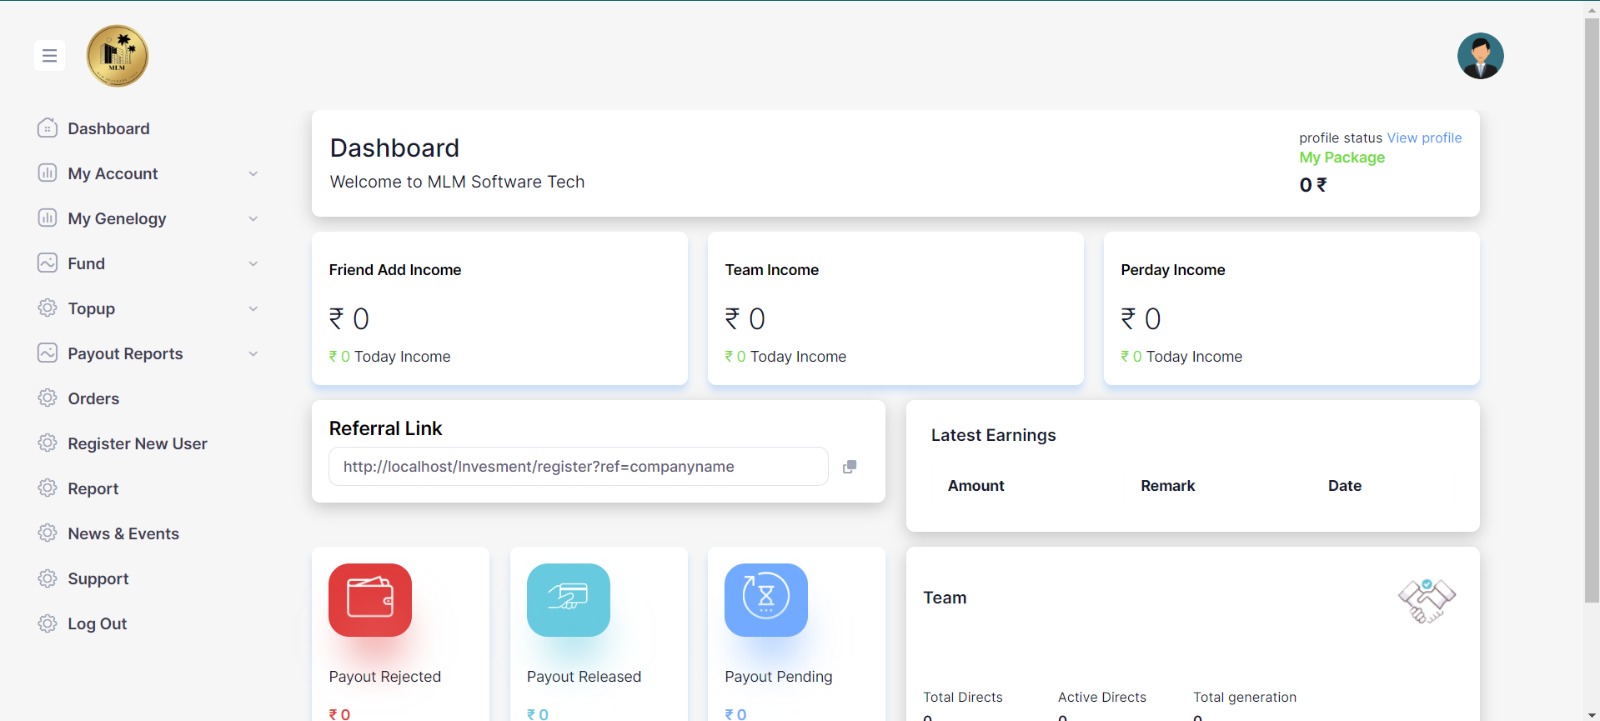 MLM
Dashboard
My Account
My Genelogy
Fund
Topup
Payout Reports
Orders
Register New User
Report
News & Events
Support
Log Out
Dashboard
Welcome to MLM Software Tech
profile status View profile
My Package
0 ₹
Friend Add Income
₹ 0
₹ 0 Today Income
Team Income
₹ 0
₹ 0 Today Income
Perday Income
₹ 0
₹ 0 Today Income
Referral Link
http://localhost/Invesment/register?ref=companyname
Latest Earnings
Amount Remark Date
Payout Rejected
₹ 0
Payout Released
₹ 0
Payout Pending
₹ 0
Team
Total Directs Active Directs Total generation
0 0 0